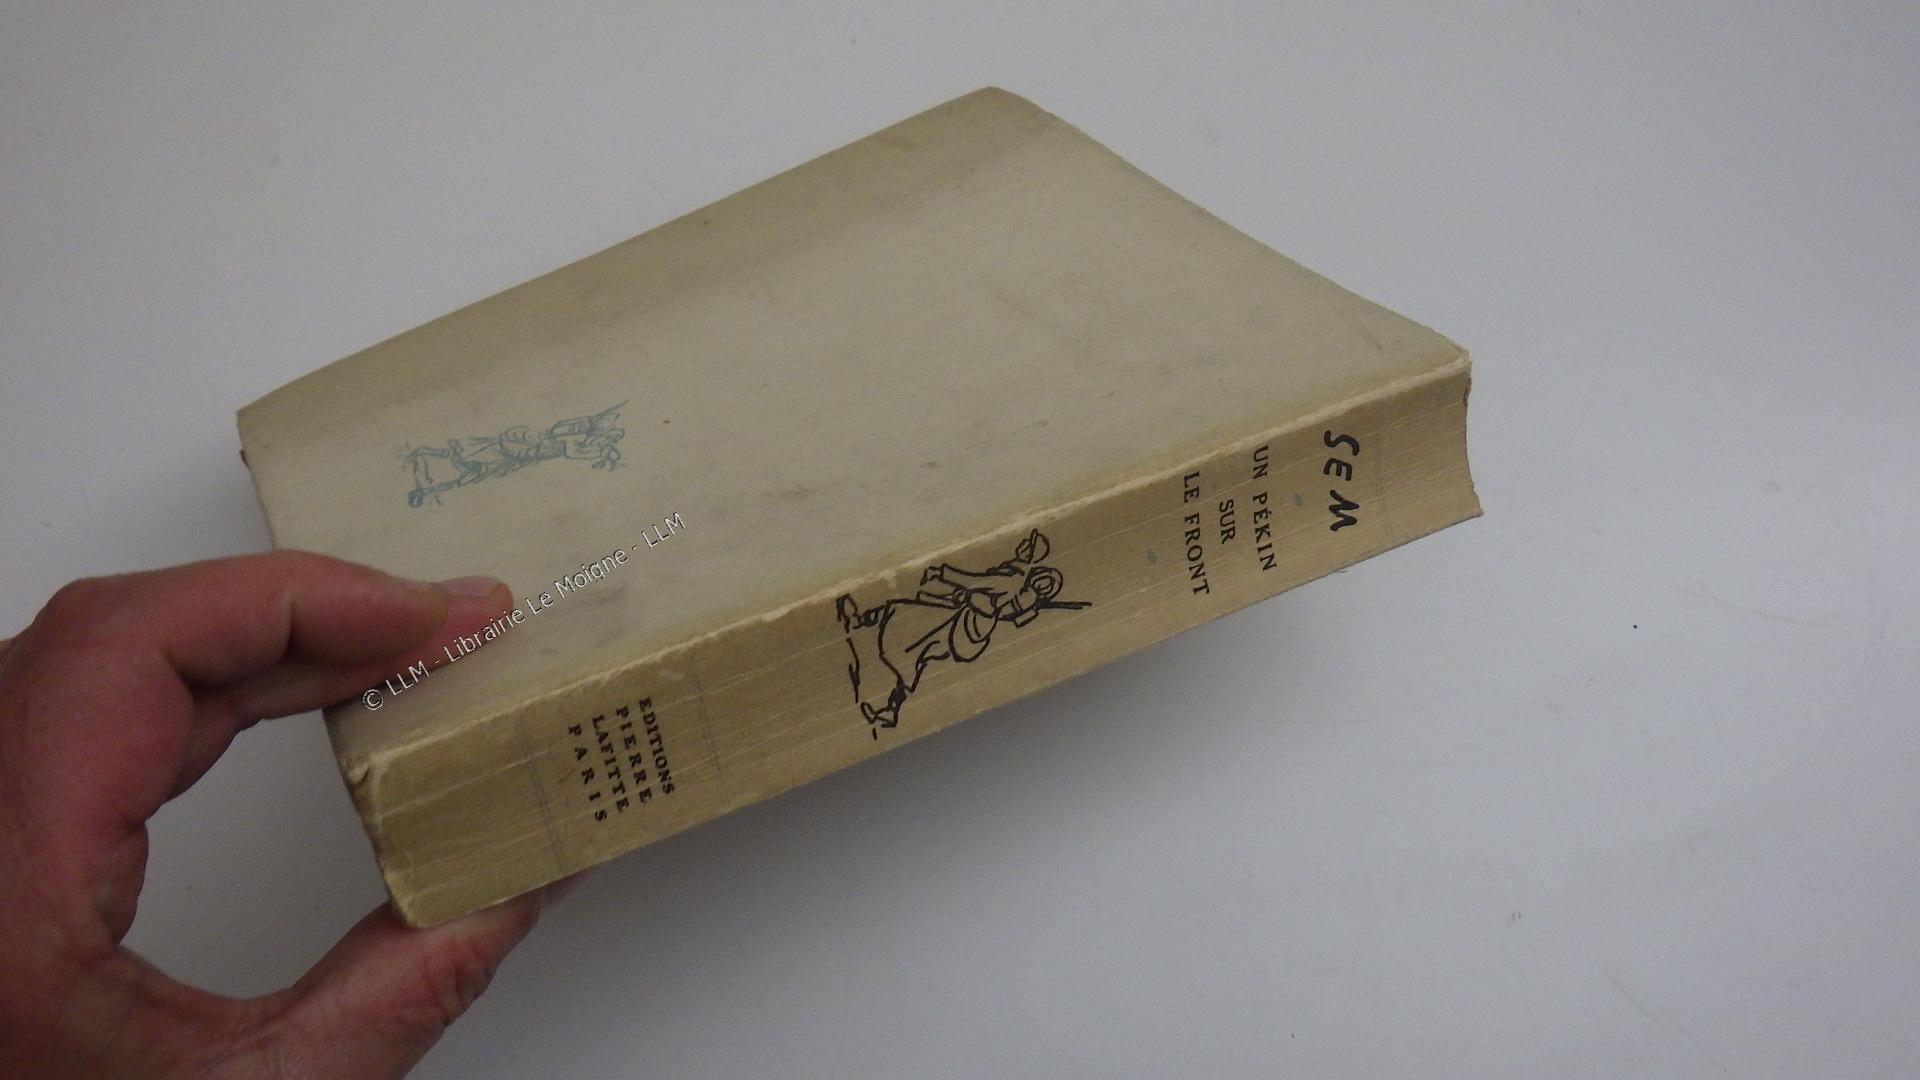 SEM
UN PÉKIN
SUR
LE FRONT
EDITIONS
PIERRE
LAFITTE
PARIS
© LLM - Librairie Le Moigne - LLM